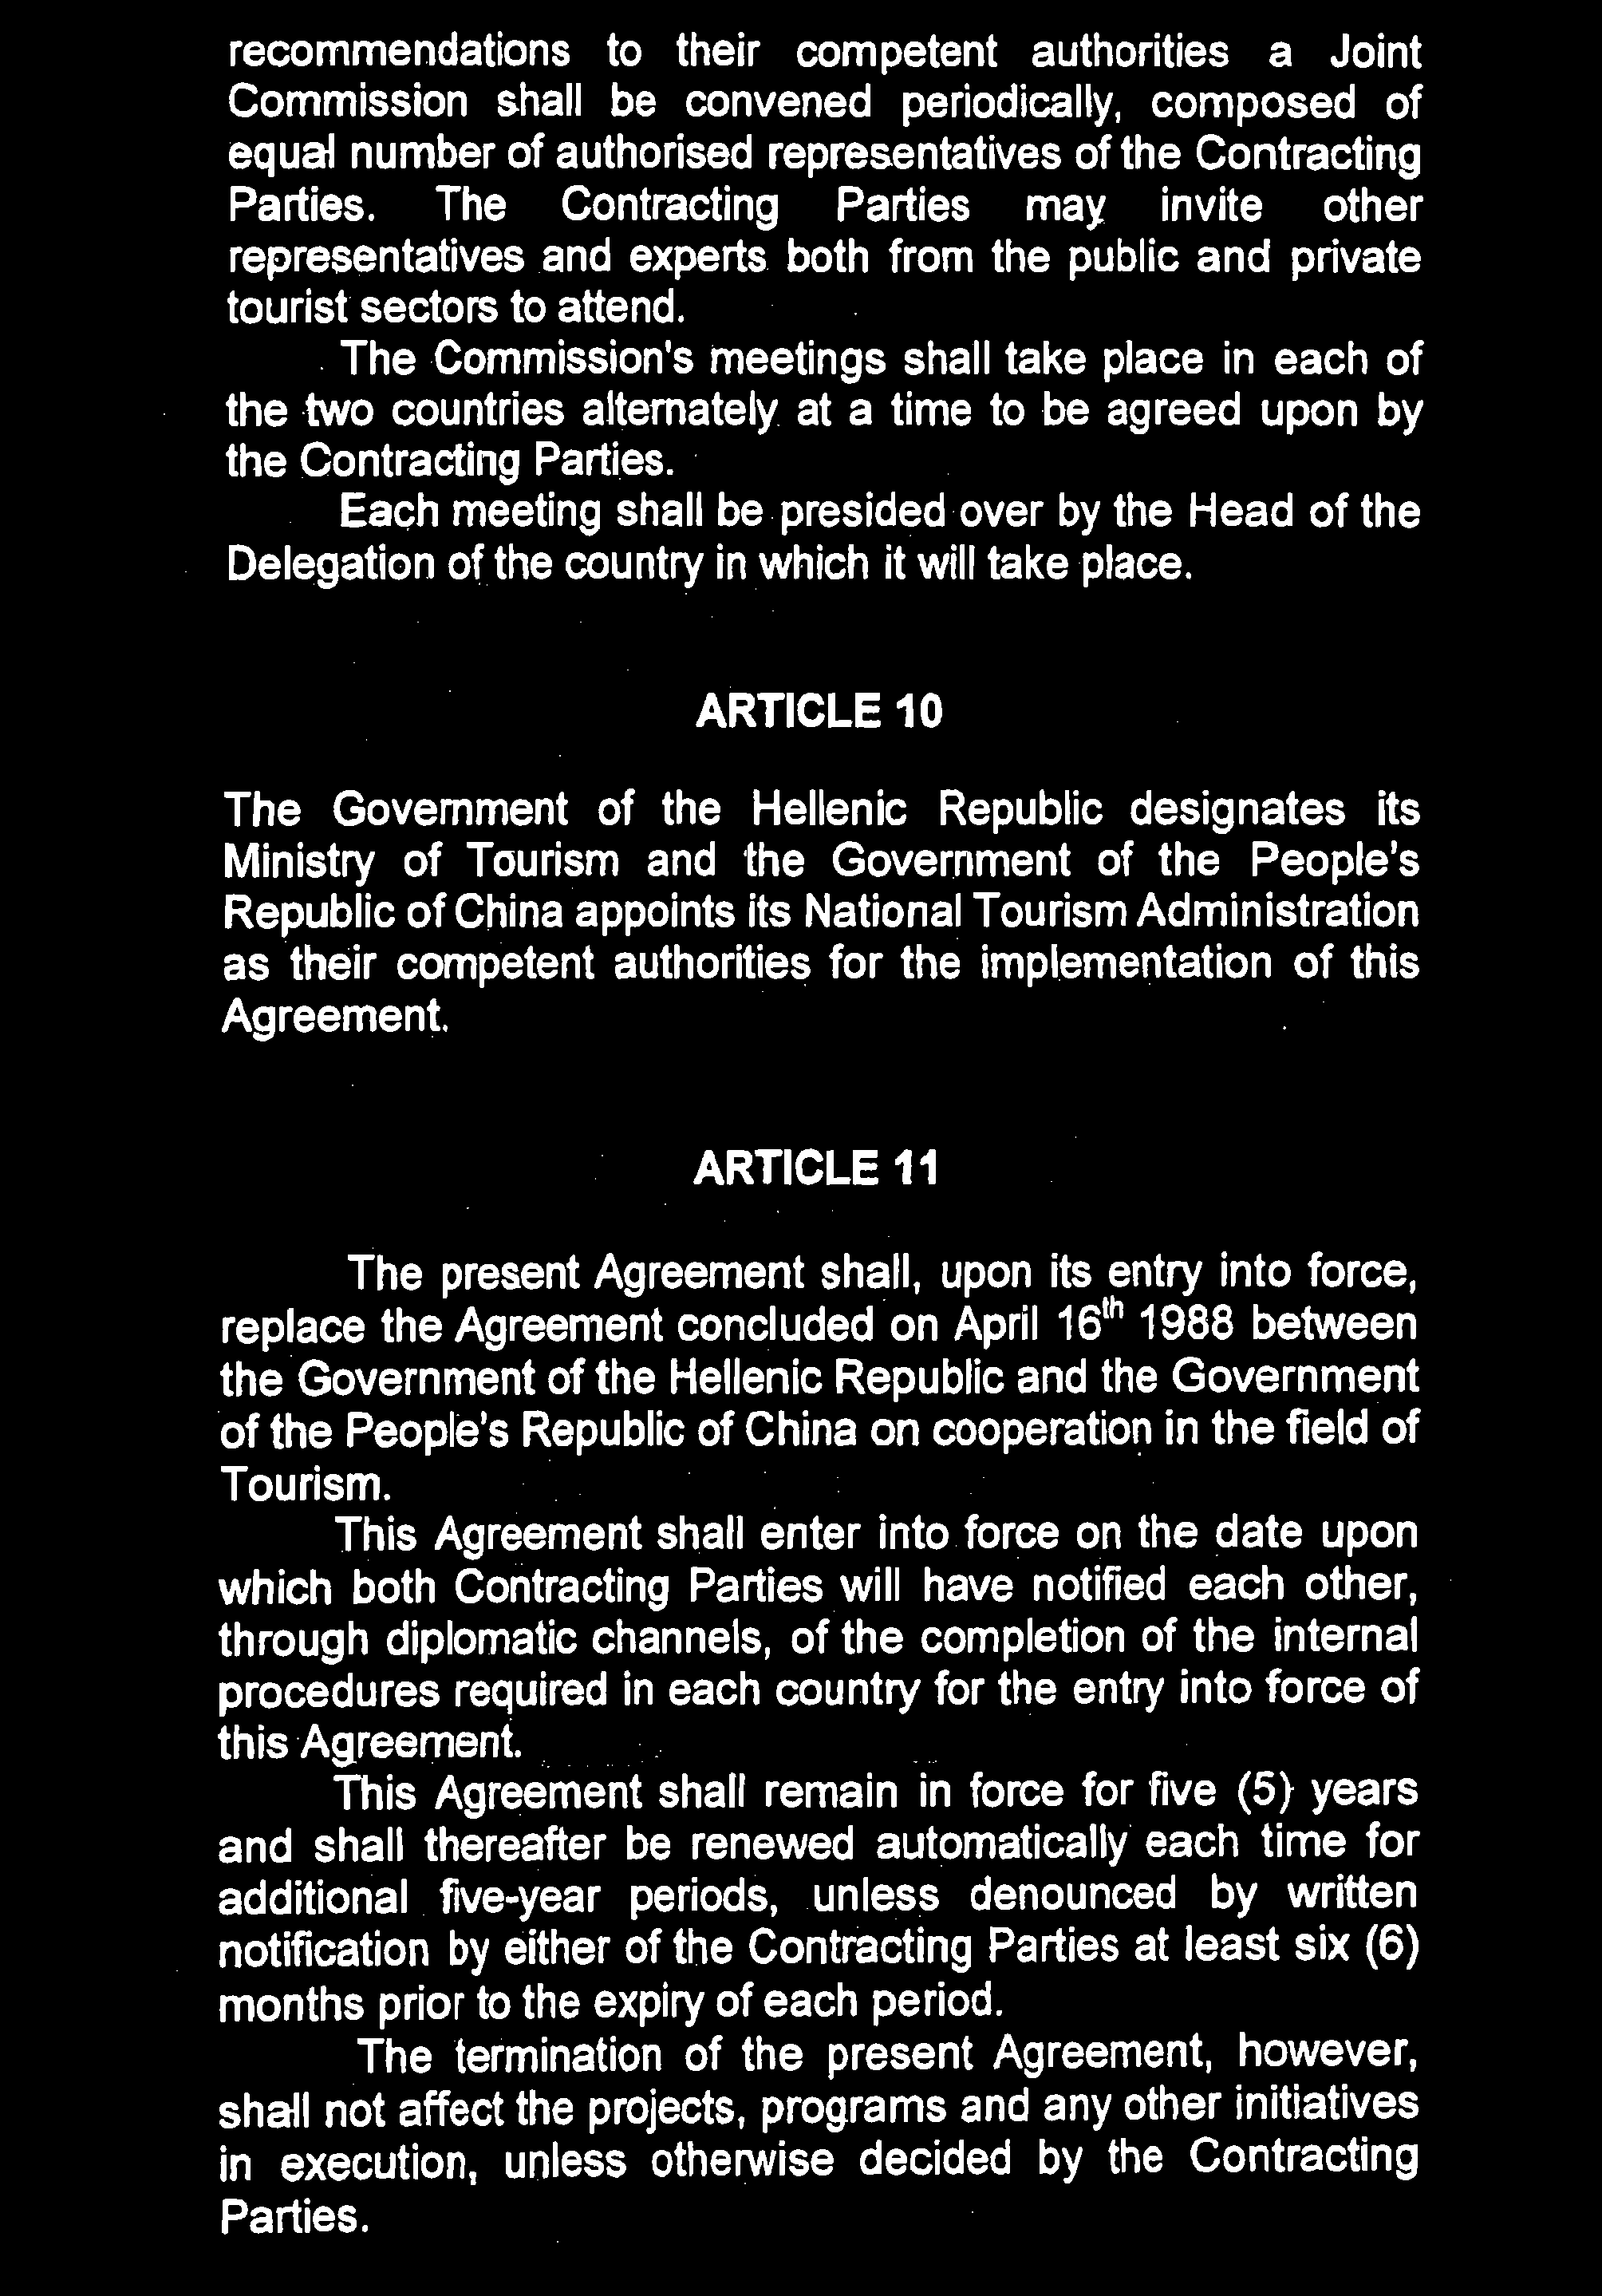 recommendations to their competent authorities a Joint
Commission shall be convened periodically, composed of
equal number of authorised representatives of the Contracting
Parties. The Contracting Parties may invite other
representatives and experts both from the public and private
tourist sectors to attend.
The Commission's meetings shall take place in each of
the two countries alternately at a time to be agreed upon by
the Contracting Parties.
Each meeting shall be presided over by the Head of the
Delegation of the country in which it will take place.
ARTICLE 10
The Government of the Hellenic Republic designates its
Ministry of Tourism and the Government of the People's
Republic of China appoints its National Tourism Administration
as their competent authorities for the implementation of this
Agreement.
ARTICLE 11
The present Agreement shall, upon its entry into force,
replace the Agreement concluded on April 16th 1988 between
the Government of the Hellenic Republic and the Government
of the People's Republic of China on cooperation in the field of
Tourism.
This Agreement shall enter into force on the date upon
which both Contracting Parties will have notified each other,
through diplomatic channels, of the completion of the internal
procedures required in each country for the entry into force of
this Agreement.
This Agreement shall remain in force for five (5) years
and shall thereafter be renewed automatically each time for
additional five-year periods, unless denounced by written
notification by either of the Contracting Parties at least six (6)
months prior to the expiry of each period.
The termination of the present Agreement, however,
shall not affect the projects, programs and any other initiatives
in execution, unless otherwise decided by the Contracting
Parties.